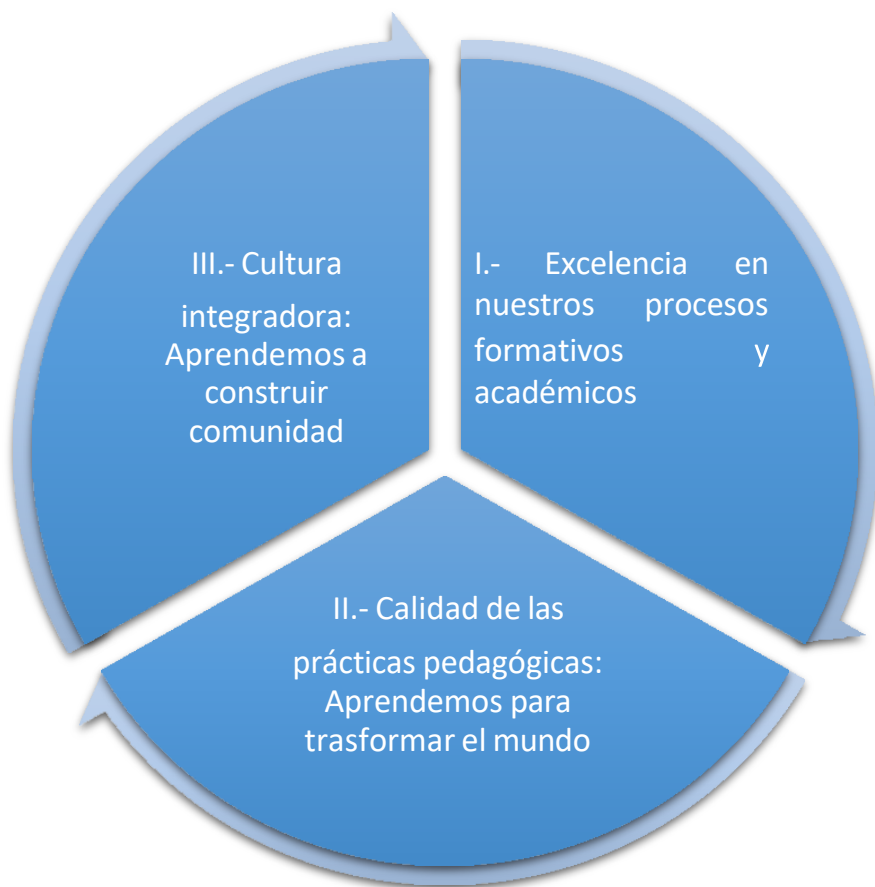 I.- Excelencia en
nuestros procesos
formativos y
académicos
II.- Calidad de las
prácticas pedagógicas:
Aprendemos para
trasformar el mundo
III.- Cultura
integradora:
Aprendemos a
construir
comunidad